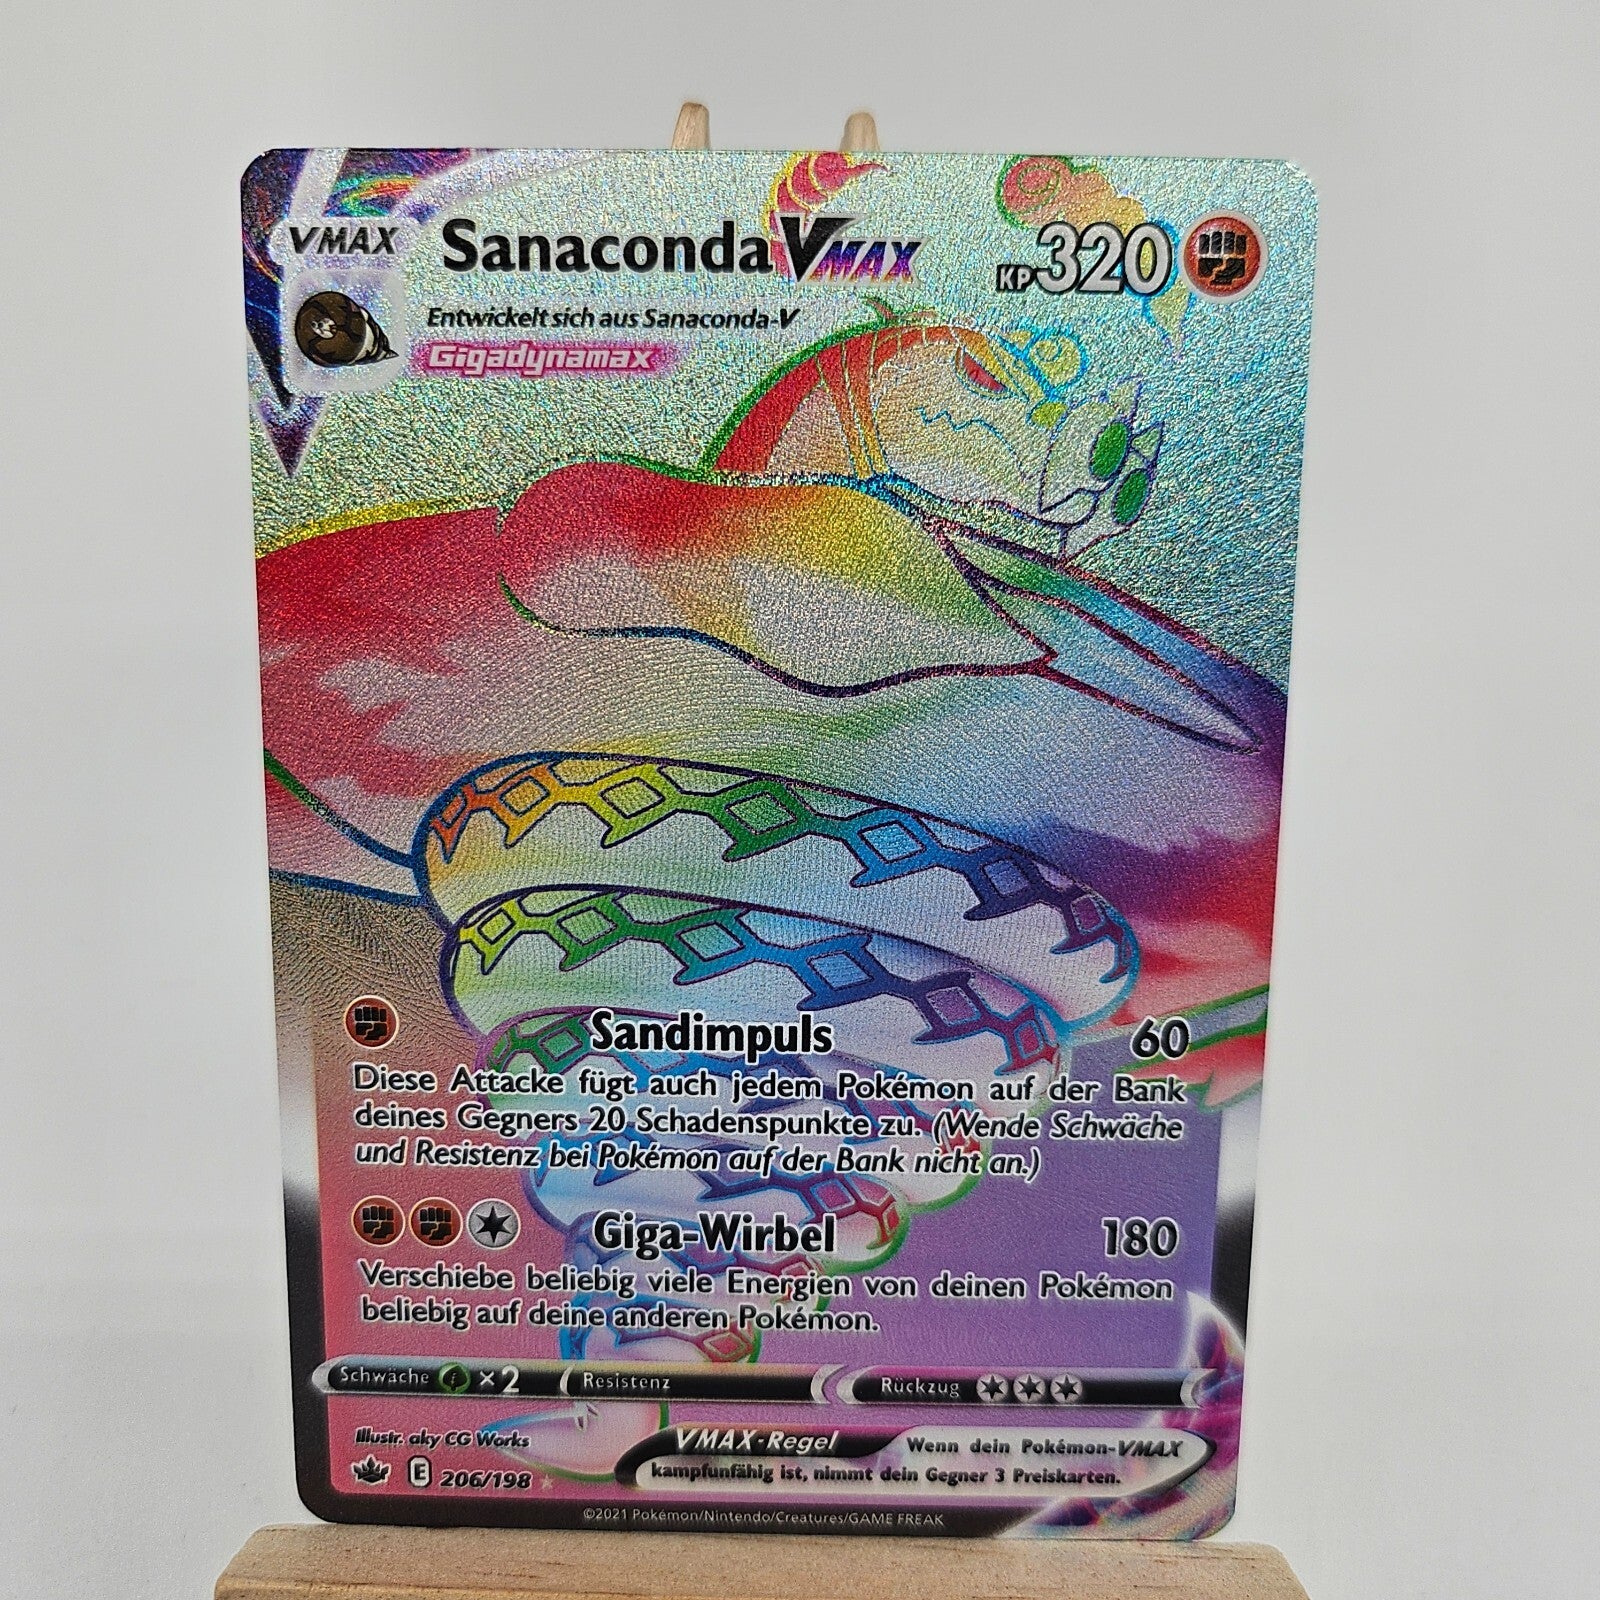 VMAX Sanaconda VMAX KP 320
Entwickelt sich aus Sanaconda-V
Gigadynamax
Sandimpuls 60
Diese Attacke fügt auch jedem Pokémon auf der Bank
deines Gegners 20 Schadenspunkte zu. (Wende Schwäche
und Resistenz bei Pokémon auf der Bank nicht an.)
Giga-Wirbel 180
Verschiebe beliebig viele Energien von deinen Pokémon
beliebig auf deine anderen Pokémon.
Schwäche ×2 Resistenz Rückzug
Illustr. aky CG Works
VMAX-Regel Wenn dein Pokémon-VMAX
kampfunfähig ist, nimmt dein Gegner 3 Preiskarten.
E 206/198
©2021 Pokémon/Nintendo/Creatures/GAME FREAK